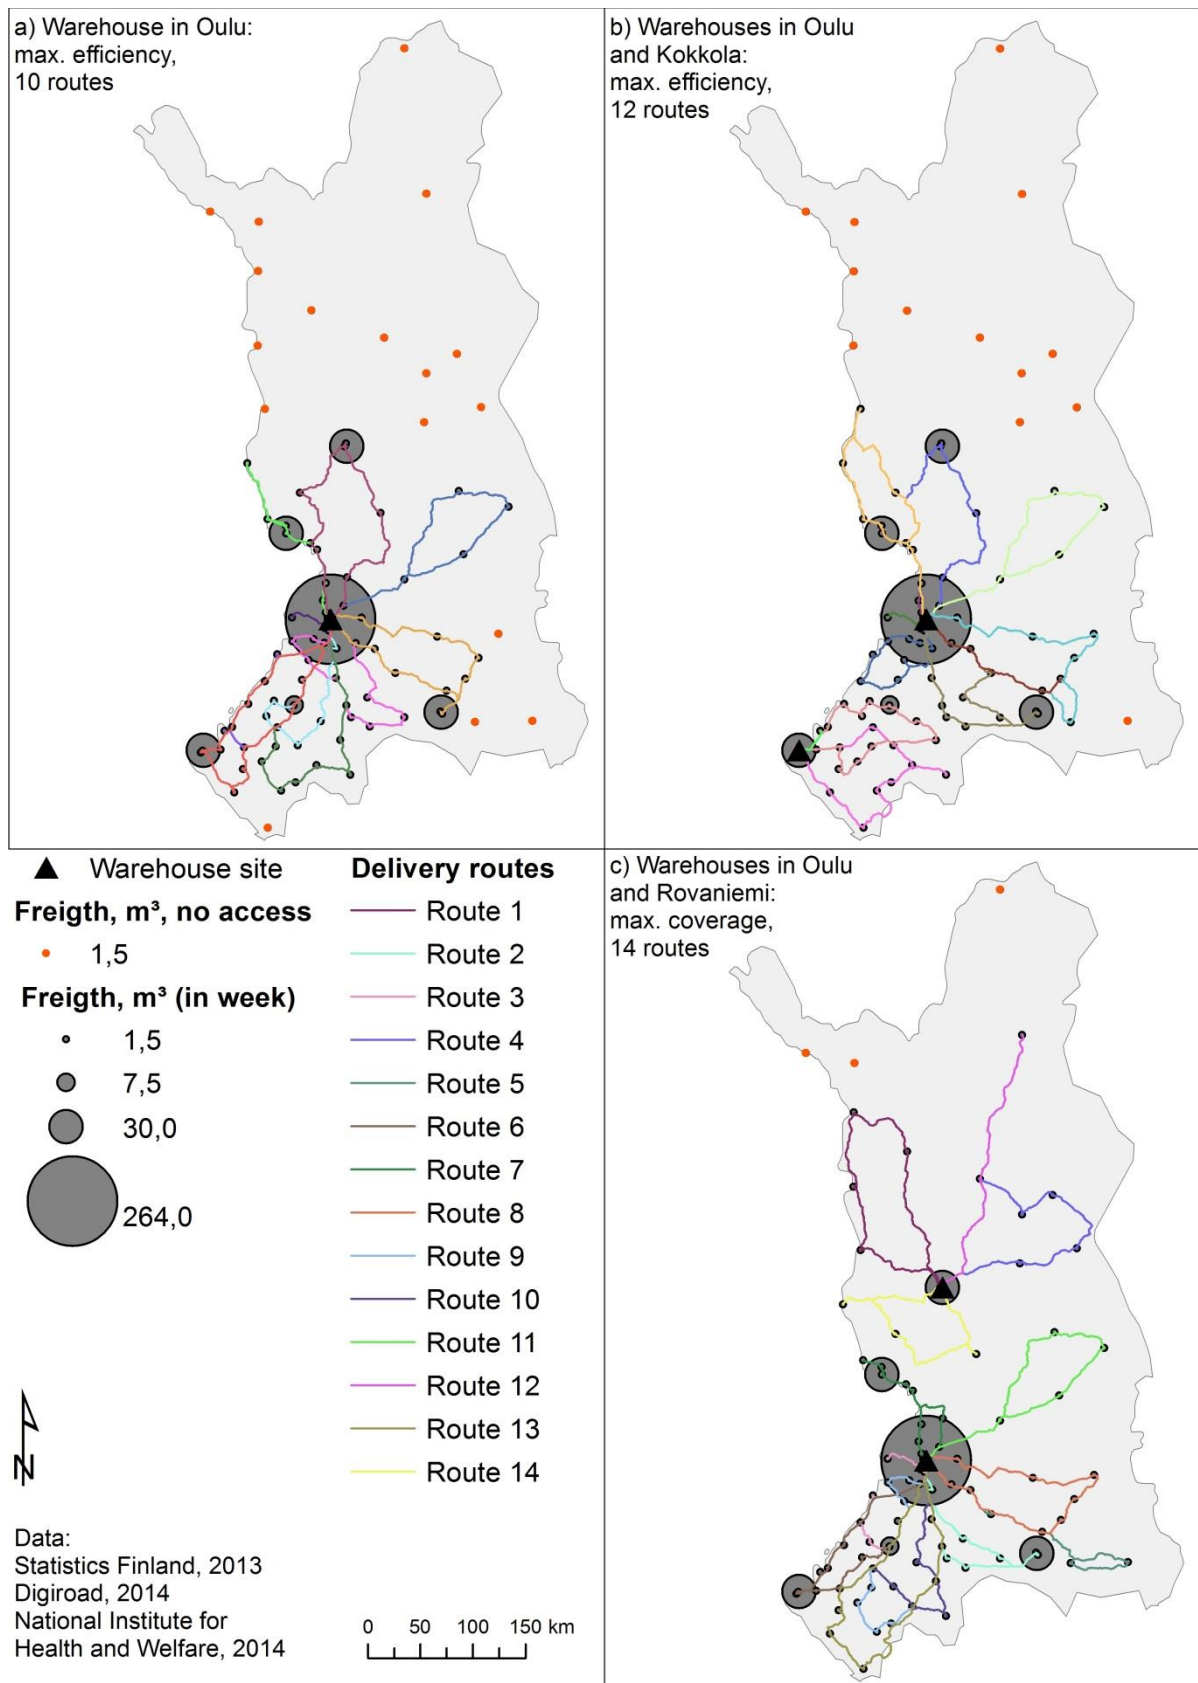 a) Warehouse in Oulu:
max. efficiency,
10 routes
b) Warehouses in Oulu
and Kokkola:
max. efficiency,
12 routes
Warehouse site
Freigth, m³, no access
1,5
Freigth, m³ (in week)
1,5
7,5
30,0
264,0
Delivery routes
Route 1
Route 2
Route 3
Route 4
Route 5
Route 6
Route 7
Route 8
Route 9
Route 10
Route 11
Route 12
Route 13
Route 14
N
Data:
Statistics Finland, 2013
Digiroad, 2014
National Institute for
Health and Welfare, 2014
0 50 100 150 km
c) Warehouses in Oulu
and Rovaniemi:
max. coverage,
14 routes